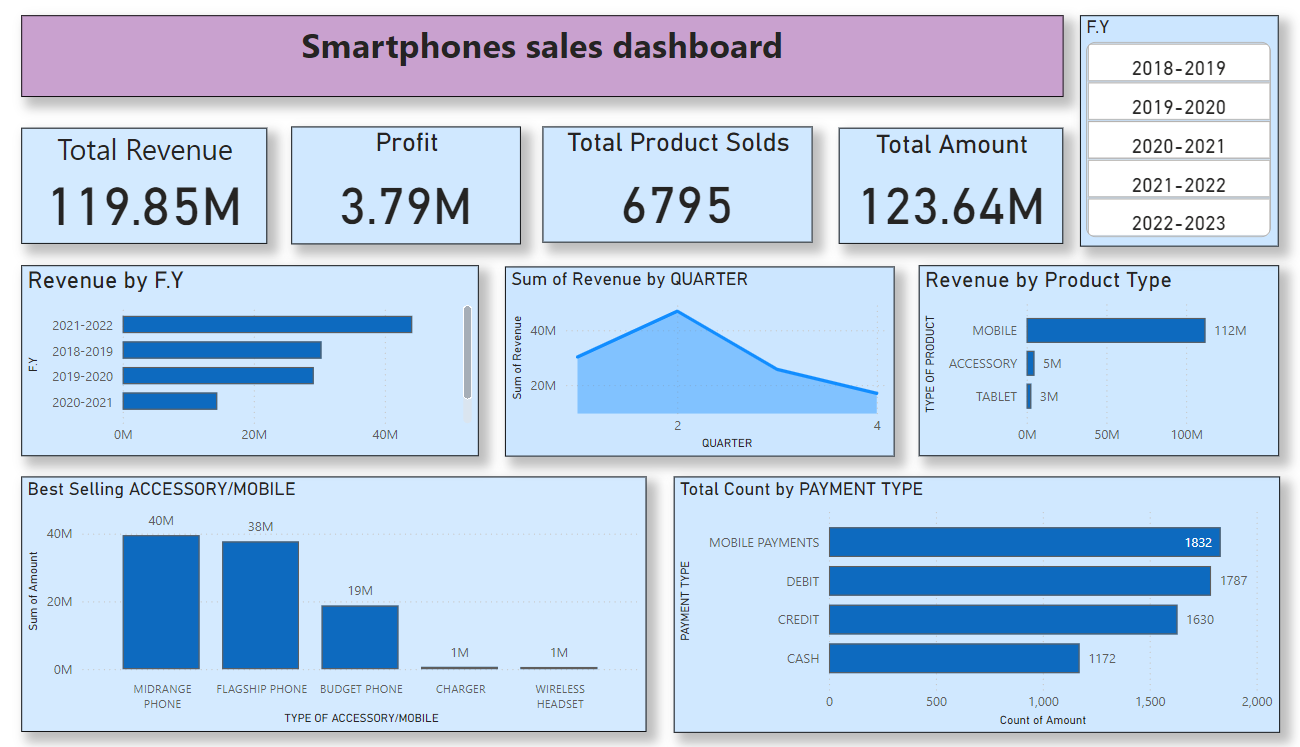 Smartphones sales dashboard
F.Y
2018-2019
2019-2020
2020-2021
2021-2022
2022-2023
Total Revenue
119.85M
Profit
3.79M
Total Product Solds
6795
Total Amount
123.64M
Revenue by F.Y
F.Y
2021-2022
2018-2019
2019-2020
2020-2021
0M
20M
40M
Sum of Revenue by QUARTER
Sum of Revenue
40M
20M
2
4
QUARTER
Revenue by Product Type
TYPE OF PRODUCT
MOBILE
112M
ACCESSORY
5M
TABLET
3M
0M
50M
100M
Best Selling ACCESSORY/MOBILE
Sum of Amount
40M
20M
0M
40M
38M
19M
1M
1M
MIDRANGE
PHONE
FLAGSHIP PHONE
BUDGET PHONE
CHARGER
WIRELESS
HEADSET
TYPE OF ACCESSORY/MOBILE
Total Count by PAYMENT TYPE
PAYMENT TYPE
MOBILE PAYMENTS
1832
DEBIT
1787
CREDIT
1630
CASH
1172
0
500
1,000
1,500
2,000
Count of Amount